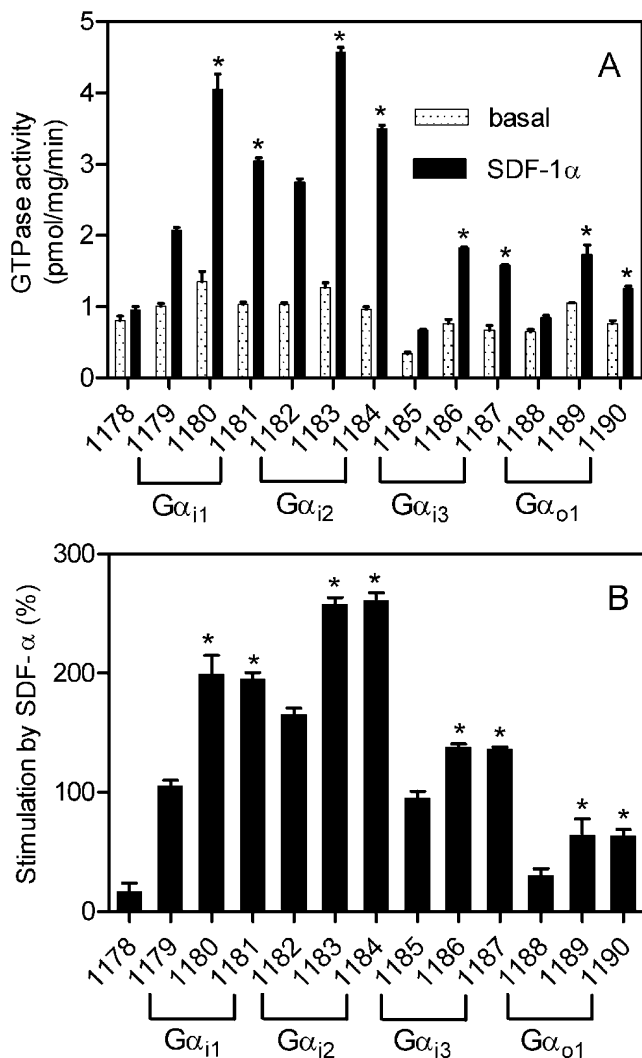 A
GTPase activity
(pmol/mg/min)
5
4
3
2
1
0
basal
SDF-1α
* * * * * * * *
1178 1179 1180 1181 1182 1183 1184 1185 1186 1187 1188 1189 1190
Gαi1 Gαi2 Gαi3 Gαo1
B
Stimulation by SDF-α (%)
300
200
100
0
* * * * * * * *
1178 1179 1180 1181 1182 1183 1184 1185 1186 1187 1188 1189 1190
Gαi1 Gαi2 Gαi3 Gαo1